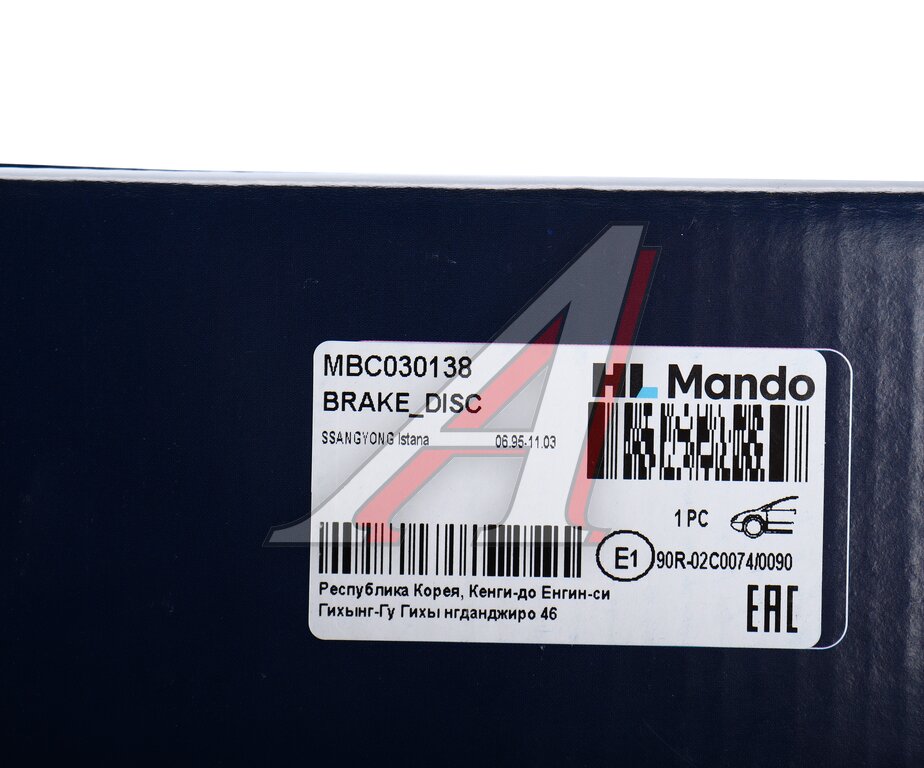 MBC030138
HL Mando
BRAKE_DISC
SSANGYONG Istana 06.95-11.03
1 PC
E1 90R-02C0074/0090
Республика Корея, Кенги-до Енгин-си
Гихынг-Гу Гихы нгданджиро 46
EAC